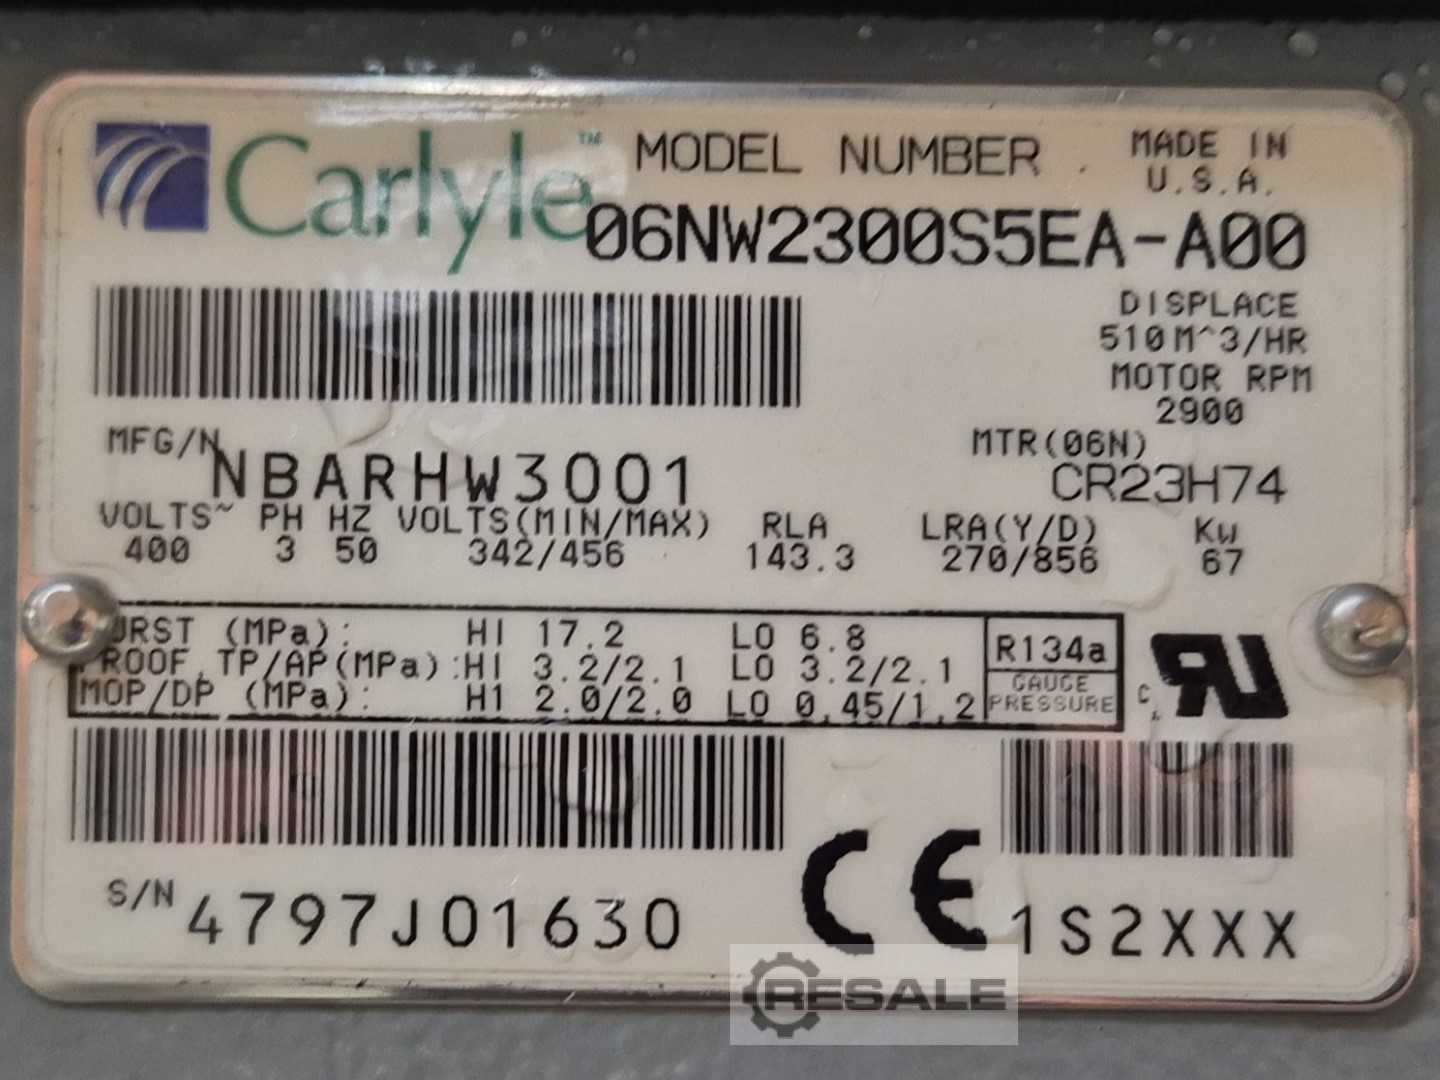 Carlyle™ MODEL NUMBER MADE IN
U.S.A.
06NW2300S5EA-A00
DISPLACE
510 M^3/HR
MOTOR RPM
2900
MFG/N NBARHW3001
MTR(06N)
CR23H74
VOLTS~ PH HZ VOLTS(MIN/MAX) RLA LRA(Y/D) KW
400 3 50 342/456 143.3 270/856 67
(MPa): HI 17.2 LO 6.8
PROOF,TP/AP(MPa):HI 3.2/2.1 LO 3.2/2.1
MOP/DP (MPa): HI 2.0/2.0 LO 0.45/1.2
R134a
GAUGE
PRESSURE
S/N 4797J01630
CE
1S2XXX
RESALE